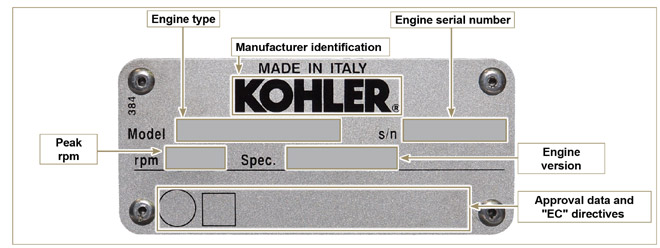 Engine type
Engine serial number
Manufacturer identification
MADE IN ITALY
KOHLER®
384
Model
s/n
Peak
rpm
rpm
Spec.
Engine
version
Approval data and
"EC" directives